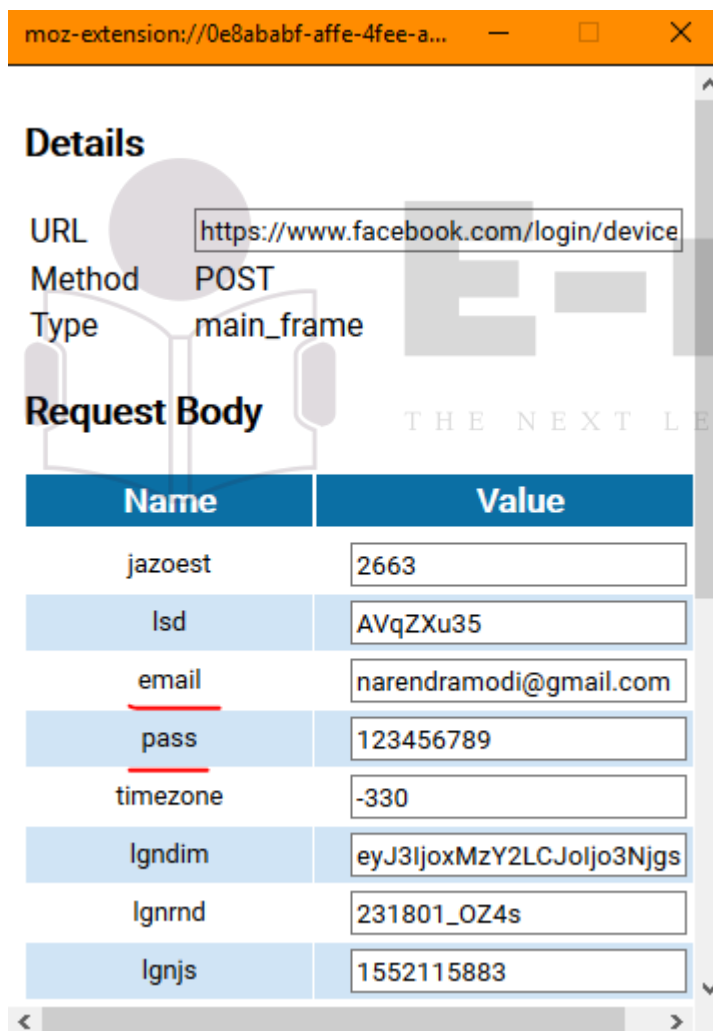 moz-extension://0e8ababf-affe-4fee-a...
Details
URL https://www.facebook.com/login/device
Method POST
Type main_frame
Request Body
THE NEXT LE
Name Value
jazoest 2663
lsd AVqZXu35
email narendramodi@gmail.com
pass 123456789
timezone -330
lgndim eyJ3IjoxMzY2LCJoIjo3Njgs
lgnrnd 231801_OZ4s
lgnjs 1552115883